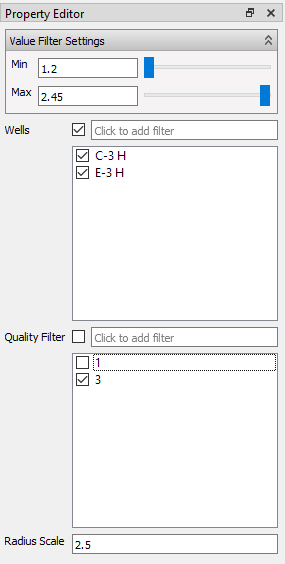 Property Editor
Value Filter Settings
Min 1.2
Max 2.45
Wells Click to add filter
C-3 H
E-3 H
Quality Filter Click to add filter
1
3
Radius Scale 2.5